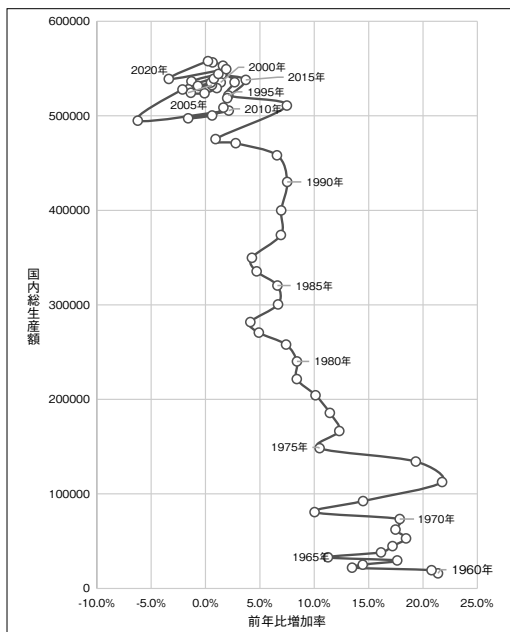 600000
500000
400000
300000
200000
100000
0
国内総生産額
2020年
2000年
2015年
1995年
2005年
2010年
1990年
1985年
1980年
1975年
1970年
1965年
1960年
-10.0%
-5.0%
0.0%
5.0%
10.0%
15.0%
20.0%
25.0%
前年比増加率